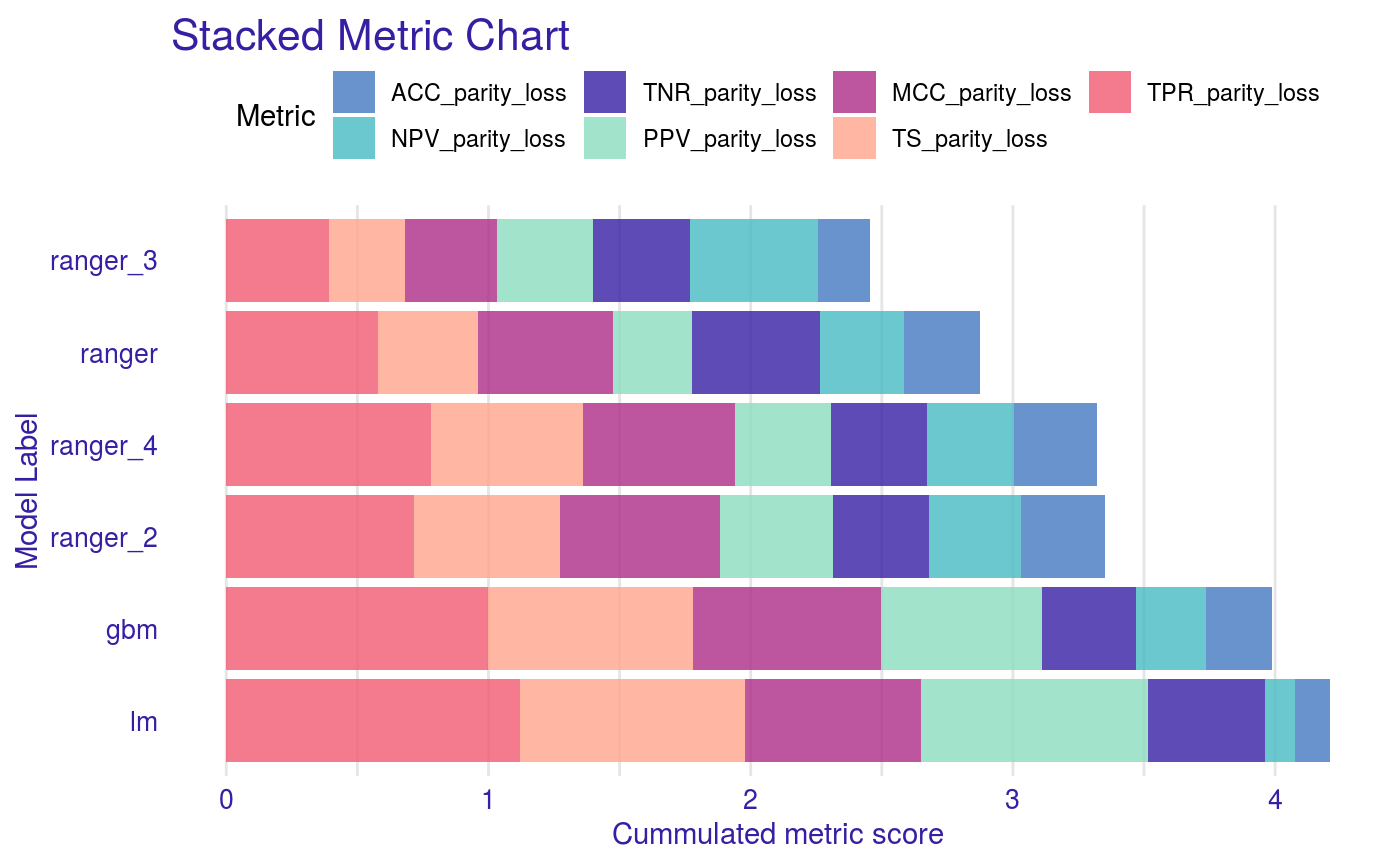 Stacked Metric Chart
Metric
ACC_parity_loss
TNR_parity_loss
MCC_parity_loss
TPR_parity_loss
NPV_parity_loss
PPV_parity_loss
TS_parity_loss
Model Label
ranger_3
ranger
ranger_4
ranger_2
gbm
lm
0 1 2 3 4
Cummulated metric score